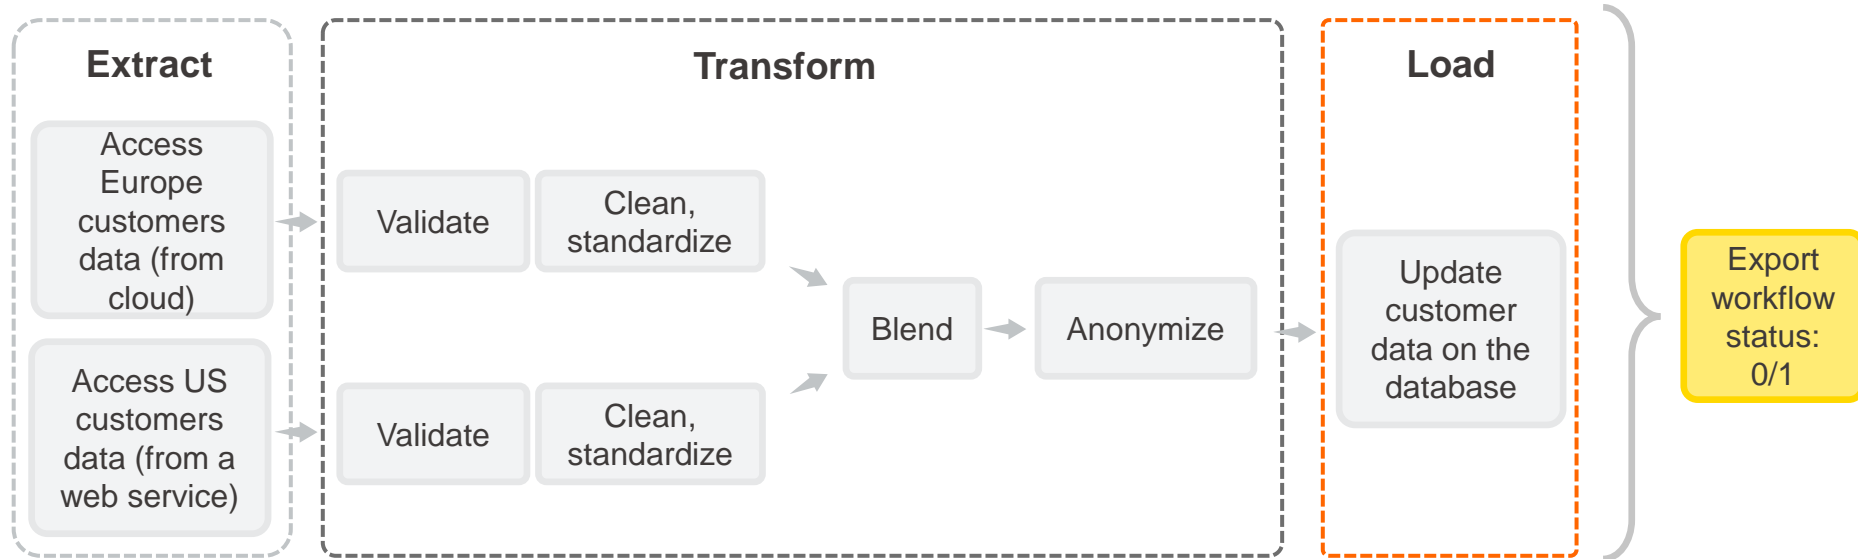 Extract
Access
Europe
customers
data (from
cloud)
Access US
customers
data (from a
web service)
Transform
Validate
Clean,
standardize
Validate
Clean,
standardize
Blend
Anonymize
Load
Update
customer
data on the
database
Export
workflow
status:
0/1